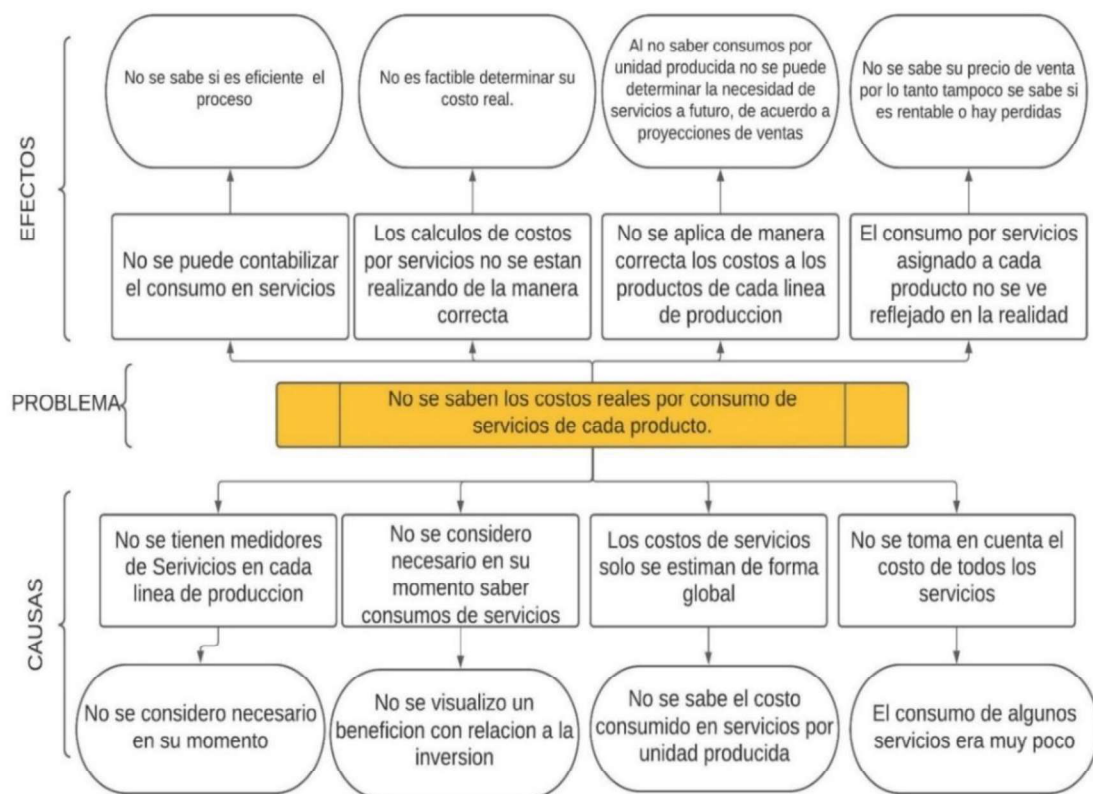 EFECTOS
No se sabe si es eficiente el
proceso
No es factible determinar su
costo real.
Al no saber consumos por
unidad producida no se puede
determinar la necesidad de
servicios a futuro, de acuerdo a
proyecciones de ventas
No se sabe su precio de venta
por lo tanto tampoco se sabe si
es rentable o hay perdidas
No se puede contabilizar
el consumo en servicios
Los calculos de costos
por servicios no se estan
realizando de la manera
correcta
No se aplica de manera
correcta los costos a los
productos de cada linea
de produccion
El consumo por servicios
asignado a cada
producto no se ve
reflejado en la realidad
PROBLEMA
No se saben los costos reales por consumo de
servicios de cada producto.
CAUSAS
No se tienen medidores
de Serivicios en cada
linea de produccion
No se considero
necesario en su
momento saber
consumos de servicios
Los costos de servicios
solo se estiman de forma
global
No se toma en cuenta el
costo de todos los
servicios
No se considero necesario
en su momento
No se visualizo un
beneficion con relacion a la
inversion
No se sabe el costo
consumido en servicios por
unidad producida
El consumo de algunos
servicios era muy poco